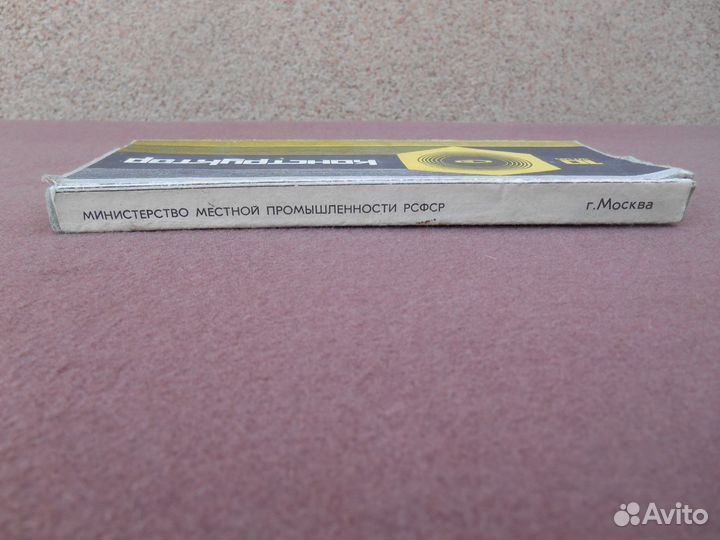 конструктор
МИНИСТЕРСТВО МЕСТНОЙ ПРОМЫШЛЕННОСТИ РСФСР г.Москва
Avito